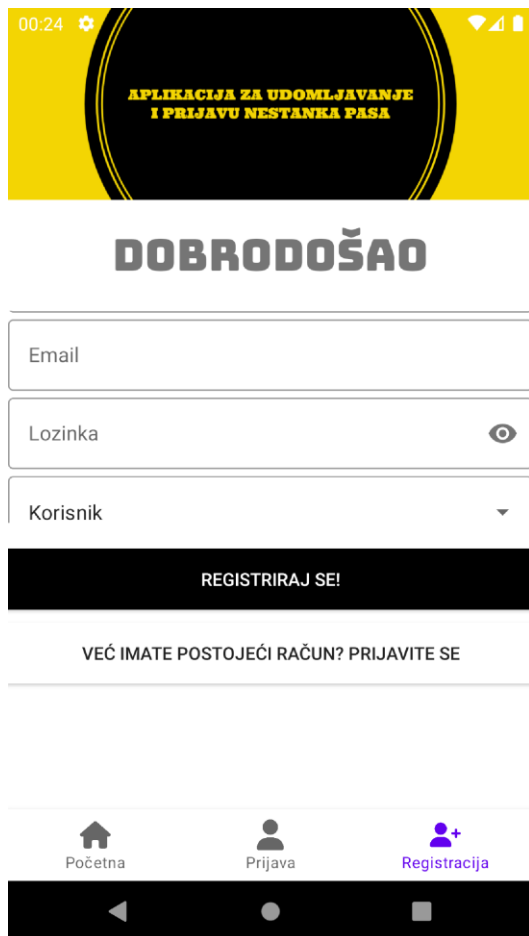 00:24
APLIKACIJA ZA UDOMLJAVANJE
I PRIJAVU NESTANKA PASA
DOBRODOŠAO
Email
Lozinka
Korisnik
REGISTRIRAJ SE!
VEĆ IMATE POSTOJEĆI RAČUN? PRIJAVITE SE
Početna
Prijava
Registracija